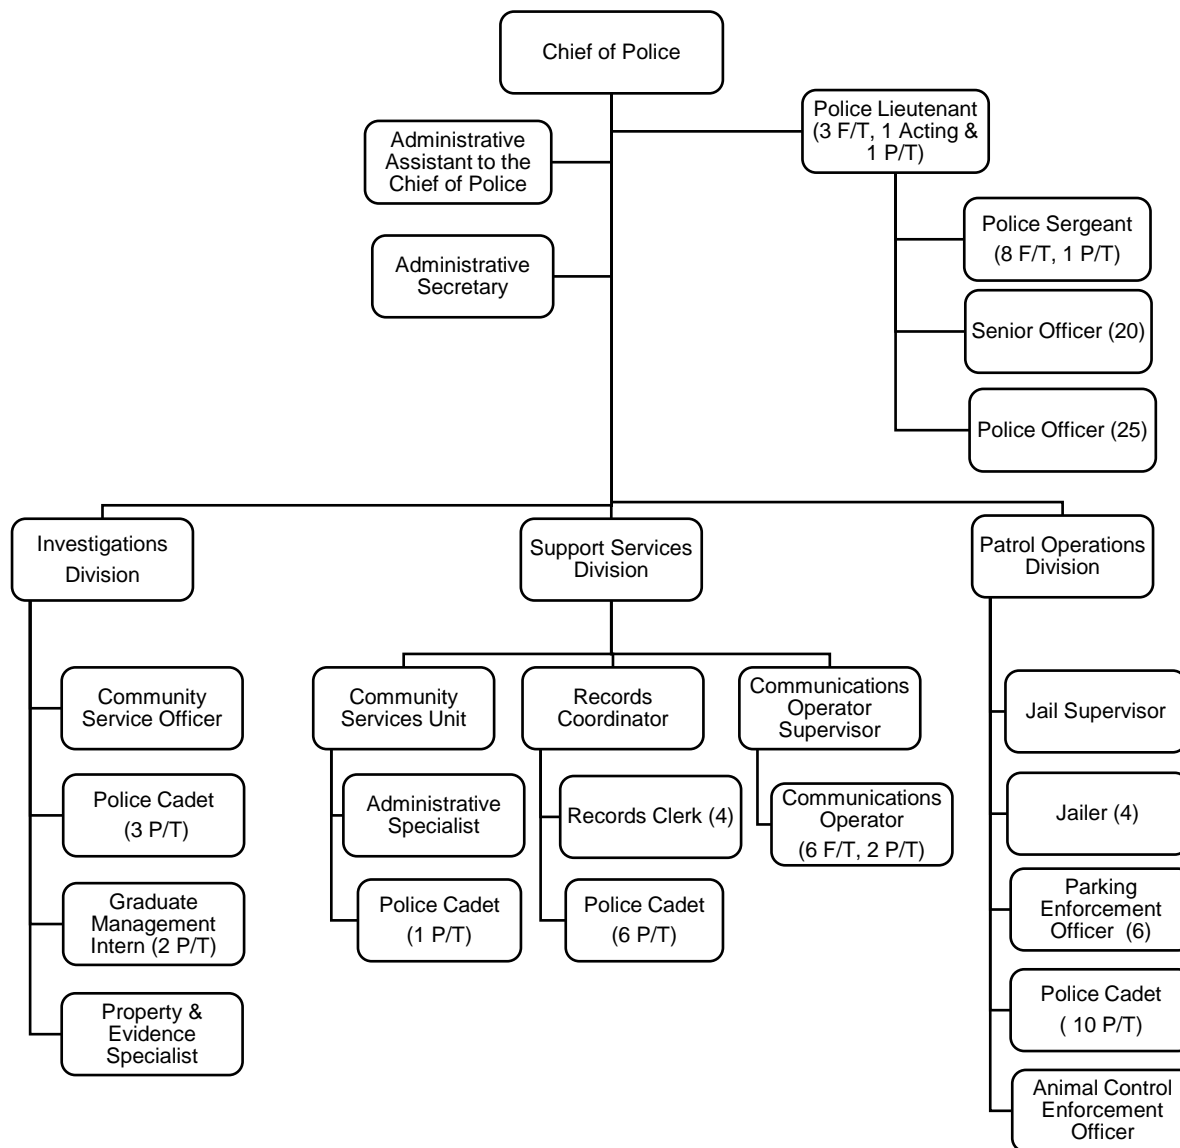 Chief of Police
Police Lieutenant
(3 F/T, 1 Acting &
1 P/T)
Administrative
Assistant to the
Chief of Police
Police Sergeant
(8 F/T, 1 P/T)
Administrative
Secretary
Senior Officer (20)
Police Officer (25)
Investigations
Division
Support Services
Division
Patrol Operations
Division
Community
Service Officer
Police Cadet
(3 P/T)
Graduate
Management
Intern (2 P/T)
Property &
Evidence
Specialist
Community
Services Unit
Administrative
Specialist
Police Cadet
(1 P/T)
Records
Coordinator
Records Clerk (4)
Police Cadet
(6 P/T)
Communications
Operator
Supervisor
Communications
Operator
(6 F/T, 2 P/T)
Jail Supervisor
Jailer (4)
Parking
Enforcement
Officer (6)
Police Cadet
( 10 P/T)
Animal Control
Enforcement
Officer